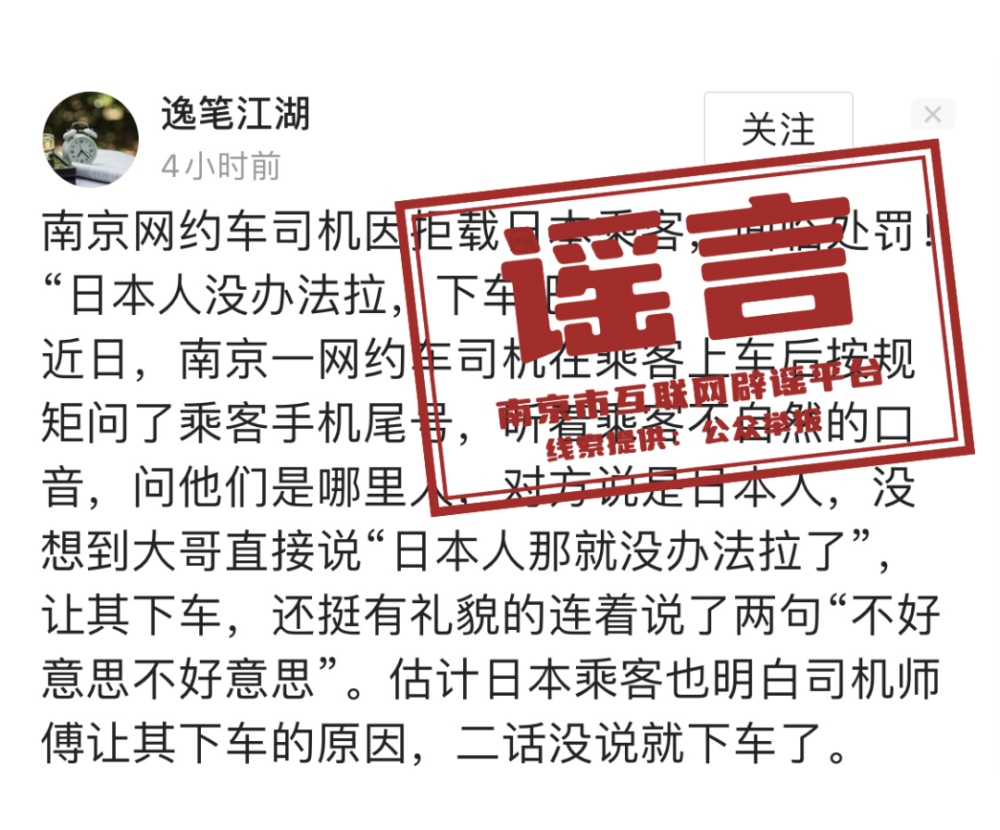 逸笔江湖
4小时前
关注
南京网约车司机因拒载日本乘客，面临处罚！
“日本人没办法拉，下车吧
近日，南京一网约车司机在乘客上车后按规
矩问了乘客手机尾号，听着乘客不自然的口
音，问他们是哪里人，对方说是日本人，没
想到大哥直接说“日本人那就没办法拉了”，
让其下车，还挺有礼貌的连着说了两句“不好
意思不好意思”。估计日本乘客也明白司机师
傅让其下车的原因，二话没说就下车了。
谣言
南京市互联网辟谣平台
线索提供：公众举报